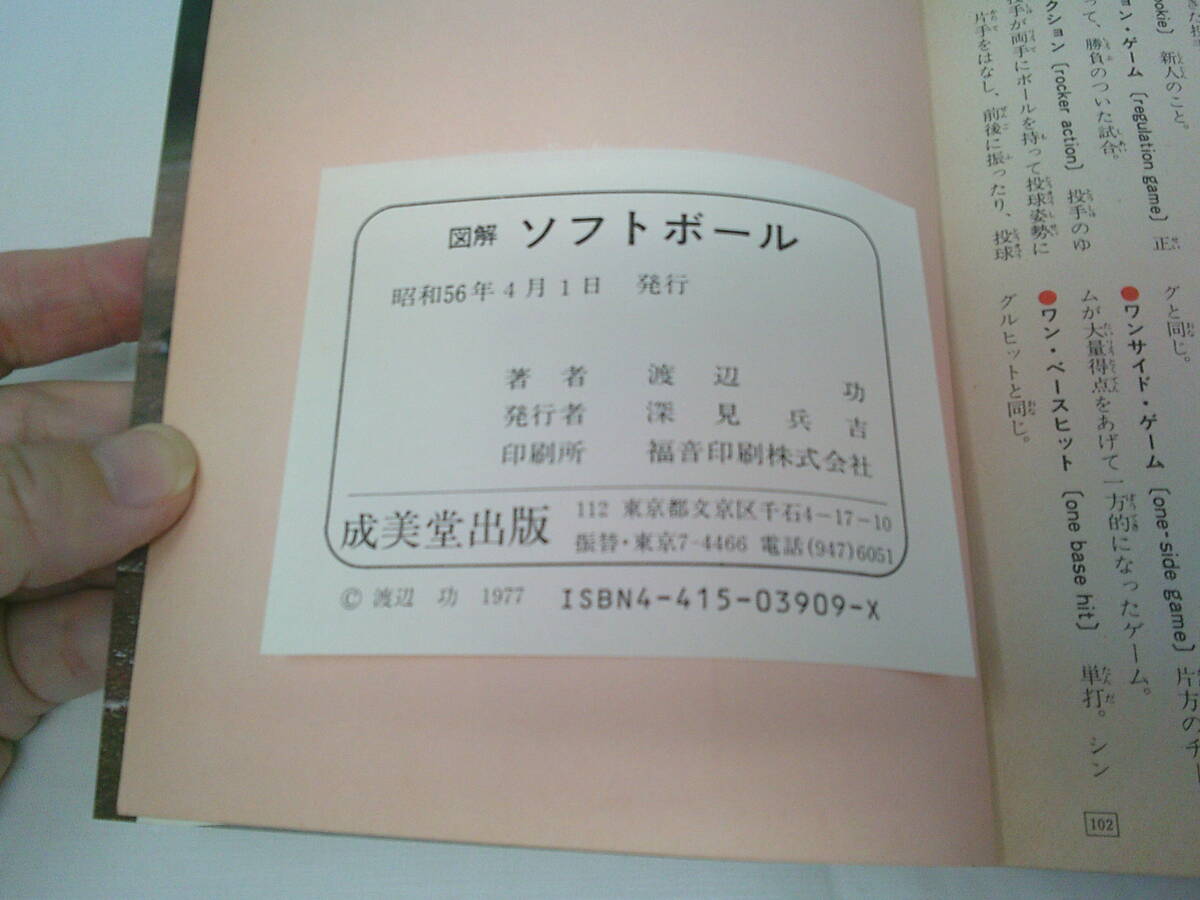 図解 ソフトボール
昭和56年4月1日 発行
著者 渡辺 功
発行者 深見兵吉
印刷所 福音印刷株式会社
成美堂出版
112 東京都文京区千石4-17-10
振替・東京7-4466 電話(947)6051
© 渡辺 功 1977 ISBN4-415-03909-X
新人のこと。
ョン・ゲーム〔regulation game〕正
って、勝負のついた試合。
クション〔rocker action〕投手のゆ
投手が両手にボールを持って投球姿勢に
片手をはなし、前後に振ったり、投球
グと同じ。
●ワンサイド・ゲーム〔one-side game〕片方のチー
ムが大量得点をあげて一方的になったゲーム。
●ワン・ベースヒット〔one base hit〕単打。シン
グルヒットと同じ。
102